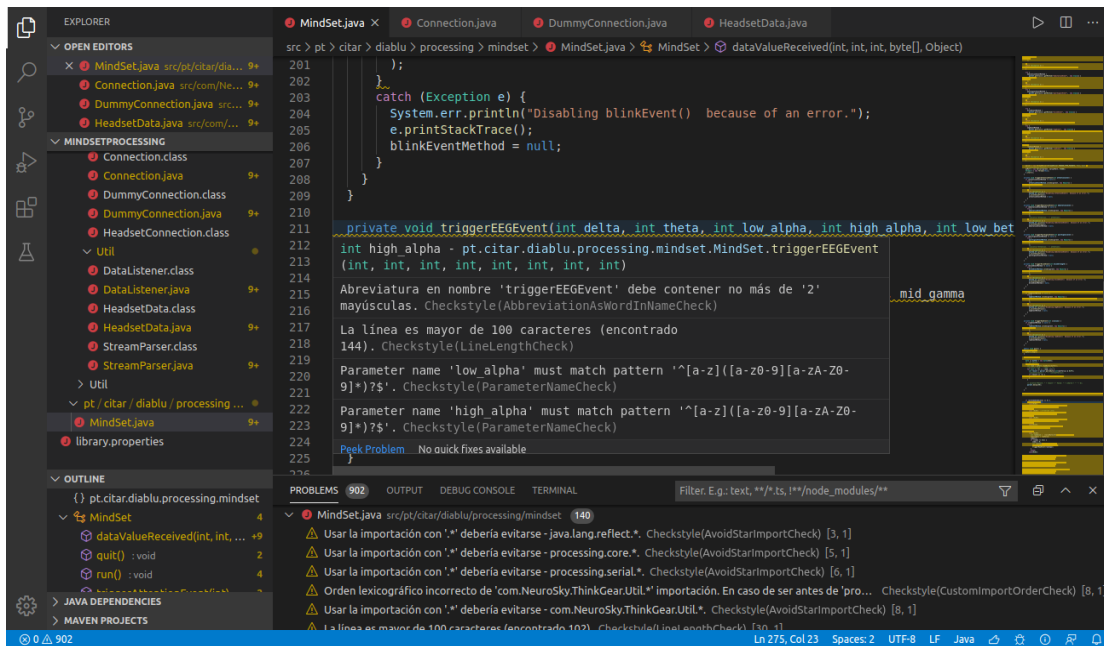 EXPLORER
MindSet.java ×
Connection.java
DummyConnection.java
HeadsetData.java
OPEN EDITORS
MindSet.java src/pt/citar/dia... 9+
Connection.java src/com/Ne... 9+
DummyConnection.java src... 9+
HeadsetData.java src/com/... 9+
MINDSETPROCESSING
Connection.class
Connection.java 9+
DummyConnection.class
DummyConnection.java 9+
HeadsetConnection.class
Util
DataListener.class
DataListener.java 9+
HeadsetData.class
HeadsetData.java 9+
StreamParser.class
StreamParser.java 9+
Util
pt / citar / diablu / processing ...
MindSet.java 9+
library.properties
OUTLINE
{} pt.citar.diablu.processing.mindset
MindSet 4
dataValueReceived(int, int, ... +9
quit() : void 2
run() : void 4
JAVA DEPENDENCIES
MAVEN PROJECTS
src > pt > citar > diablu > processing > mindset > MindSet.java > MindSet > dataValueReceived(int, int, int, byte[], Object)
201 );
202 }
203 catch (Exception e) {
204 System.err.println("Disabling blinkEvent()  because of an error.");
205 e.printStackTrace();
206 blinkEventMethod = null;
207 }
208 }
209 }
210
211 private void triggerEEGEvent(int delta, int theta, int low_alpha, int high_alpha, int low_bet
212
213
214
215 mid gamma
216
217
218
219
220
221
222
223
224
225 }
226
int high_alpha - pt.citar.diablu.processing.mindset.MindSet.triggerEEGEvent
(int, int, int, int, int, int, int, int)
Abreviatura en nombre 'triggerEEGEvent' debe contener no más de '2'
mayúsculas. Checkstyle(AbbreviationAsWordInNameCheck)
La línea es mayor de 100 caracteres (encontrado
144). Checkstyle(LineLengthCheck)
Parameter name 'low_alpha' must match pattern '^[a-z]([a-z0-9][a-zA-Z0-
9]*)?$'. Checkstyle(ParameterNameCheck)
Parameter name 'high_alpha' must match pattern '^[a-z]([a-z0-9][a-zA-Z0-
9]*)?$'. Checkstyle(ParameterNameCheck)
Peek Problem No quick fixes available
PROBLEMS 902 OUTPUT DEBUG CONSOLE TERMINAL Filter. E.g.: text, **/*.ts, !**/node_modules/**
MindSet.java src/pt/citar/diablu/processing/mindset 140
Usar la importación con '.*' debería evitarse - java.lang.reflect.*. Checkstyle(AvoidStarImportCheck) [3, 1]
Usar la importación con '.*' debería evitarse - processing.core.*. Checkstyle(AvoidStarImportCheck) [5, 1]
Usar la importación con '.*' debería evitarse - processing.serial.*. Checkstyle(AvoidStarImportCheck) [6, 1]
Orden lexicográfico incorrecto de 'com.NeuroSky.ThinkGear.Util.*' importación. En caso de ser antes de 'pro... Checkstyle(CustomImportOrderCheck) [8, 1
Usar la importación con '.*' debería evitarse - com.NeuroSky.ThinkGear.Util.*. Checkstyle(AvoidStarImportCheck) [8, 1]
La línea es mayor de 100 caracteres (encontrado 102). Checkstyle(LineLengthCheck) [30, 1]
0 902 Ln 275, Col 23 Spaces: 2 UTF-8 LF Java